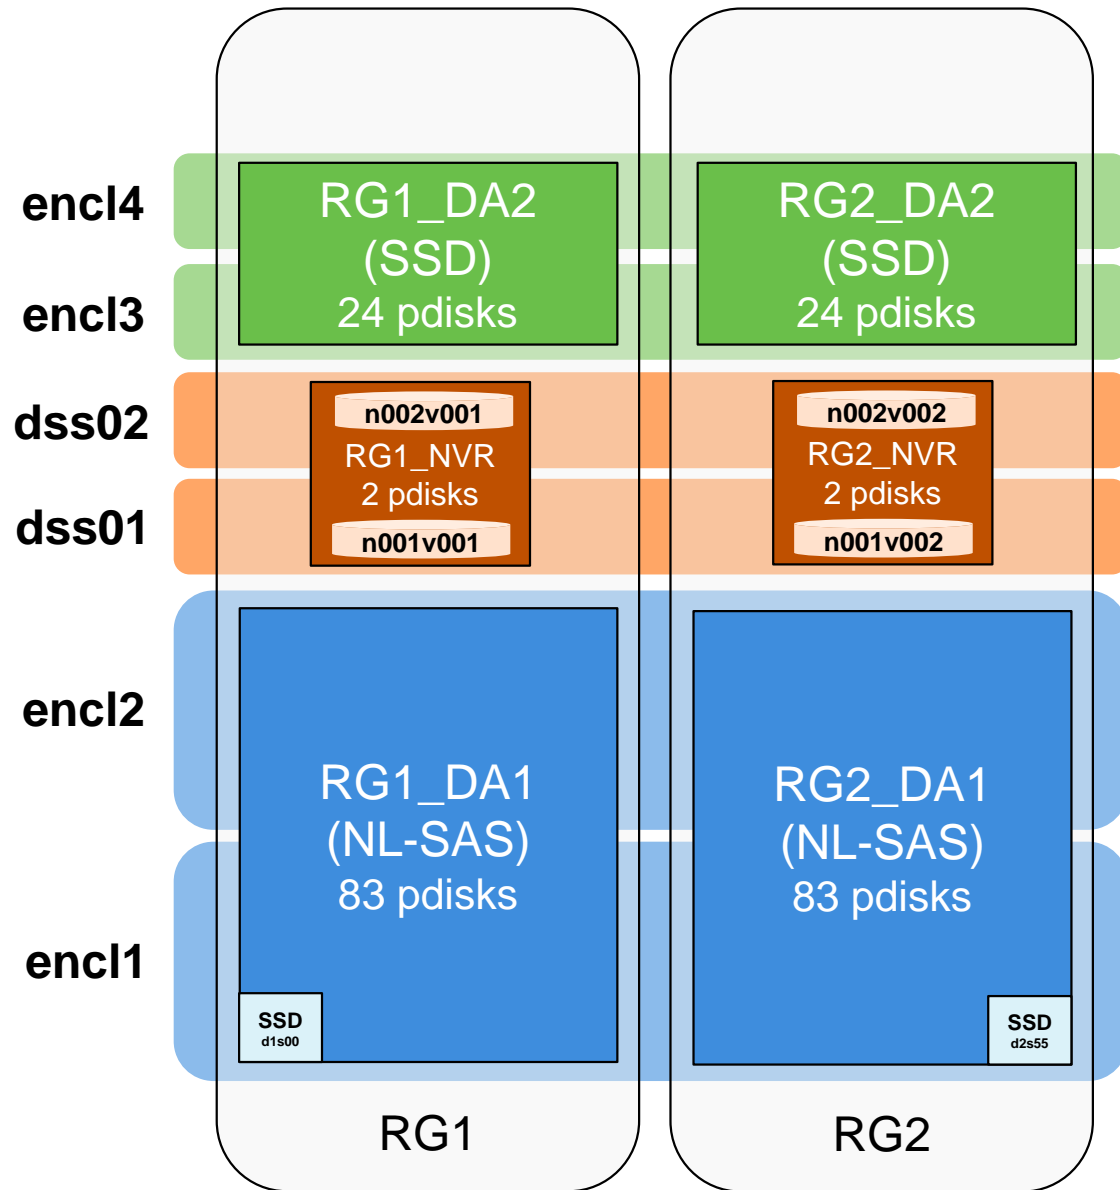 encl4
encl3
dss02
dss01
encl2
encl1
RG1_DA2
(SSD)
24 pdisks
n002v001
RG1_NVR
2 pdisks
n001v001
RG1_DA1
(NL-SAS)
83 pdisks
SSD
d1s00
RG1
RG2_DA2
(SSD)
24 pdisks
n002v002
RG2_NVR
2 pdisks
n001v002
RG2_DA1
(NL-SAS)
83 pdisks
SSD
d2s55
RG2